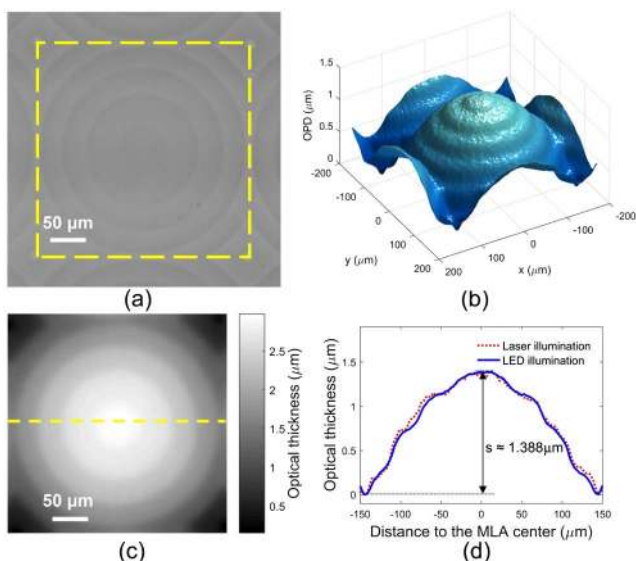 50 µm
(a)
1.5
1
0.5
0
OPD (µm)
-200
-100
0
100
200
y (µm)
200
100
0
-100
-200
x (µm)
(b)
50 µm
(c)
2.5
2
1.5
1
0.5
Optical thickness (µm)
Laser illumination
LED illumination
s ≈ 1.388µm
1.5
1
0.5
0
Optical thickness (µm)
-150 -100 -50 0 50 100 150
Distance to the MLA center (µm)
(d)